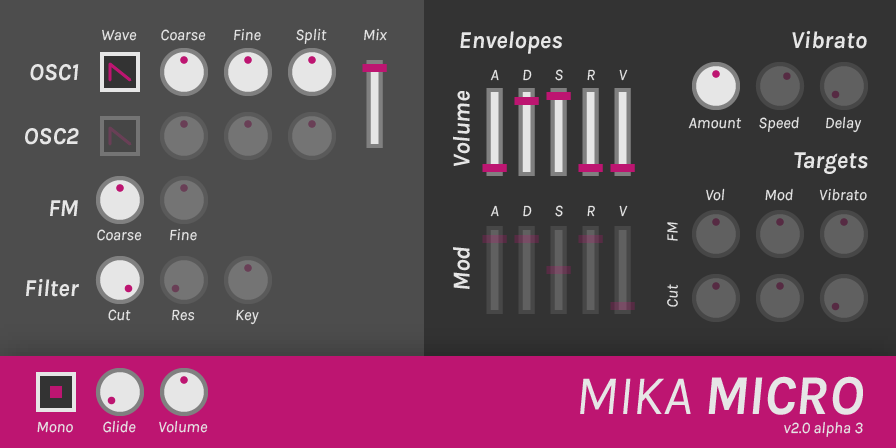 Wave Coarse Fine Split Mix
OSC1
OSC2
FM
Coarse Fine
Filter
Cut Res Key
Envelopes
A D S R V
Volume
A D S R V
Mod
Vibrato
Amount Speed Delay
Targets
Vol Mod Vibrato
FM
Cut
Mono Glide Volume
MIKA MICRO
v2.0 alpha 3